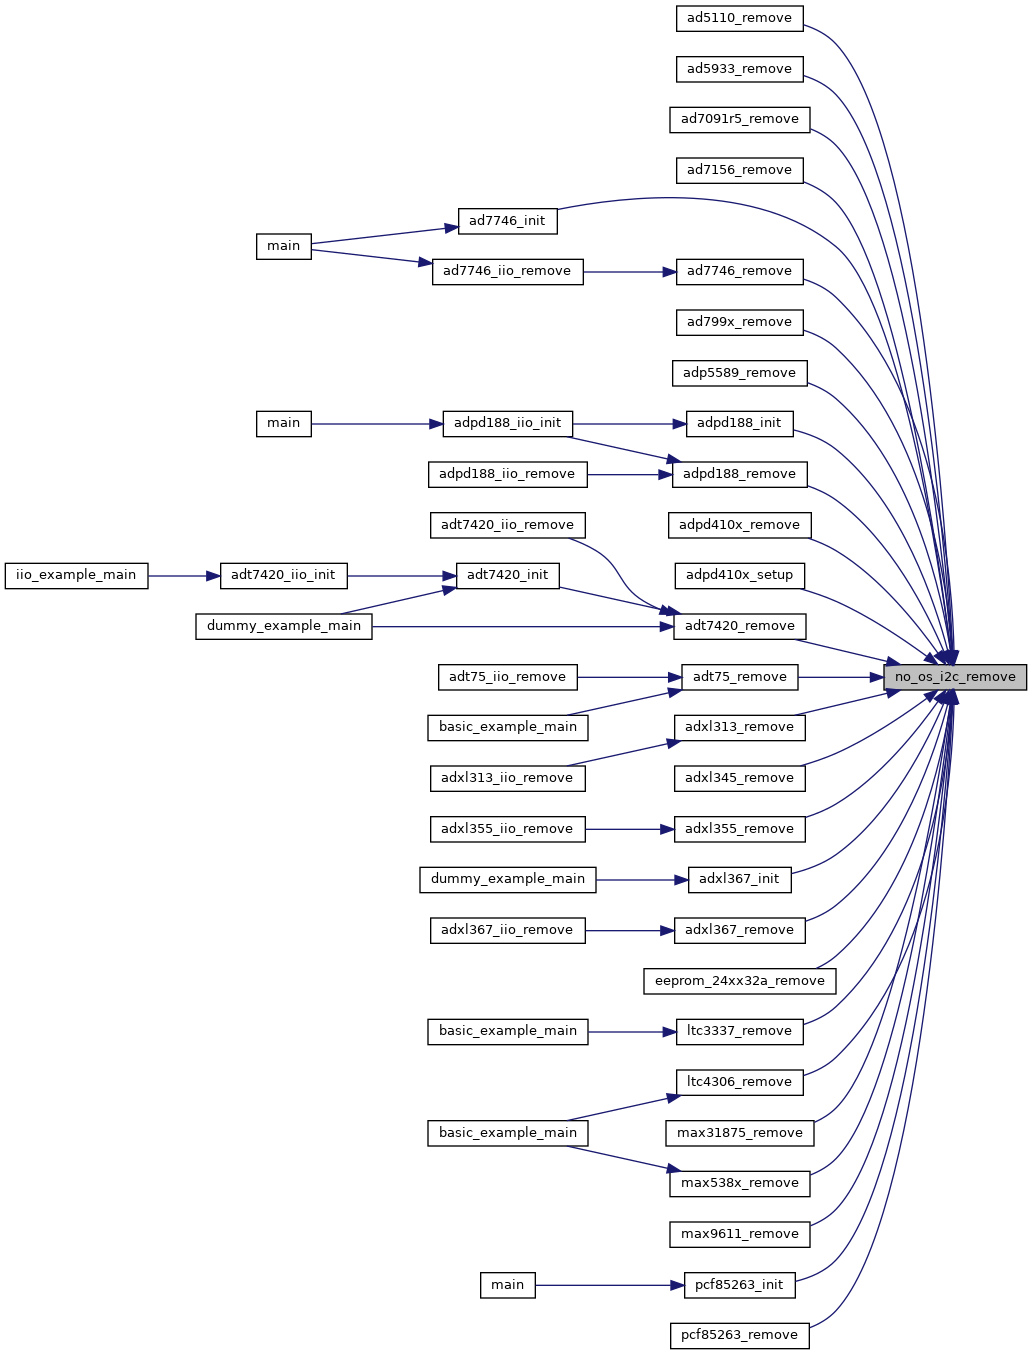 ad5110_remove
ad5933_remove
ad7091r5_remove
ad7156_remove
ad7746_init
main
ad7746_iio_remove
ad7746_remove
ad799x_remove
adp5589_remove
main
adpd188_iio_init
adpd188_init
adpd188_iio_remove
adpd188_remove
adt7420_iio_remove
adpd410x_remove
iio_example_main
adt7420_iio_init
adt7420_init
adpd410x_setup
dummy_example_main
adt7420_remove
adt75_iio_remove
adt75_remove
no_os_i2c_remove
basic_example_main
adxl313_remove
adxl313_iio_remove
adxl345_remove
adxl355_iio_remove
adxl355_remove
dummy_example_main
adxl367_init
adxl367_iio_remove
adxl367_remove
eeprom_24xx32a_remove
basic_example_main
ltc3337_remove
ltc4306_remove
basic_example_main
max31875_remove
max538x_remove
max9611_remove
main
pcf85263_init
pcf85263_remove